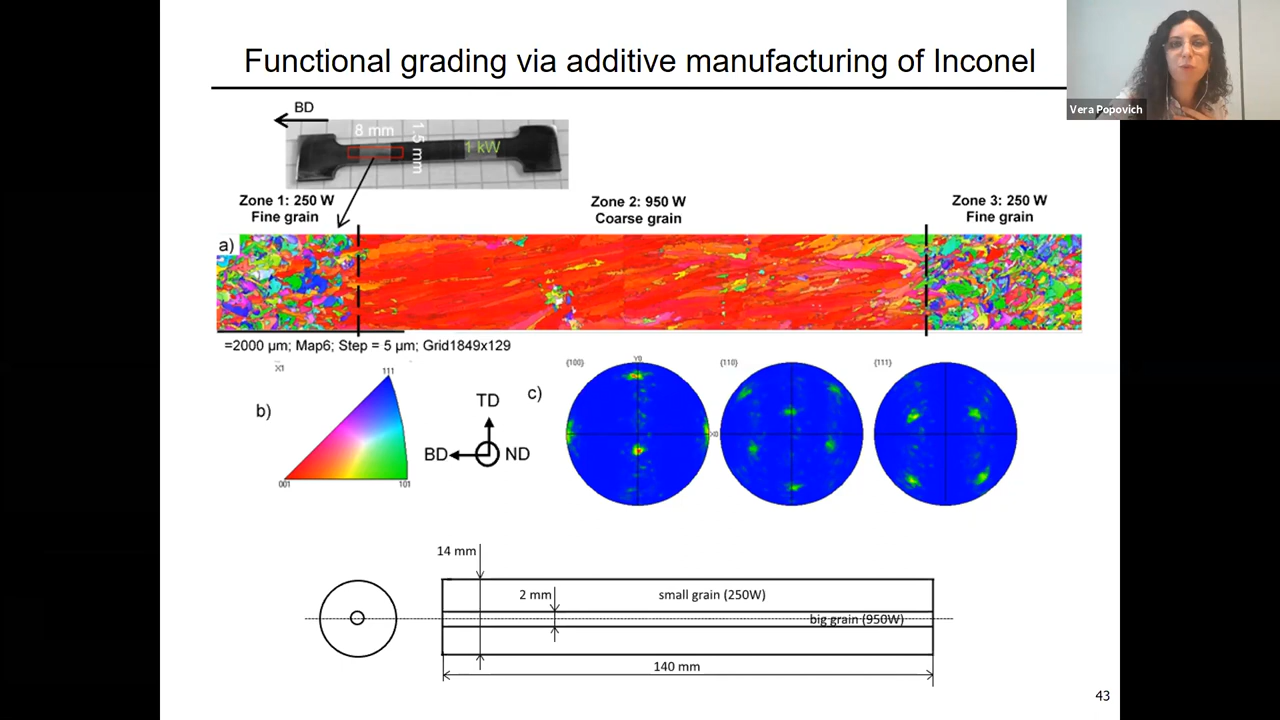 Functional grading via additive manufacturing of Inconel
Vera Popovich
BD
8 mm
1.5 mm
1 kW
Zone 1: 250 W
Fine grain
Zone 2: 950 W
Coarse grain
Zone 3: 250 W
Fine grain
a)
=2000 µm; Map6; Step = 5 µm; Grid1849x129
X1
111
b)
001
101
TD
BD
ND
c)
{100}
Y0
X0
{110}
{111}
14 mm
2 mm
small grain (250W)
big grain (950W)
140 mm
43